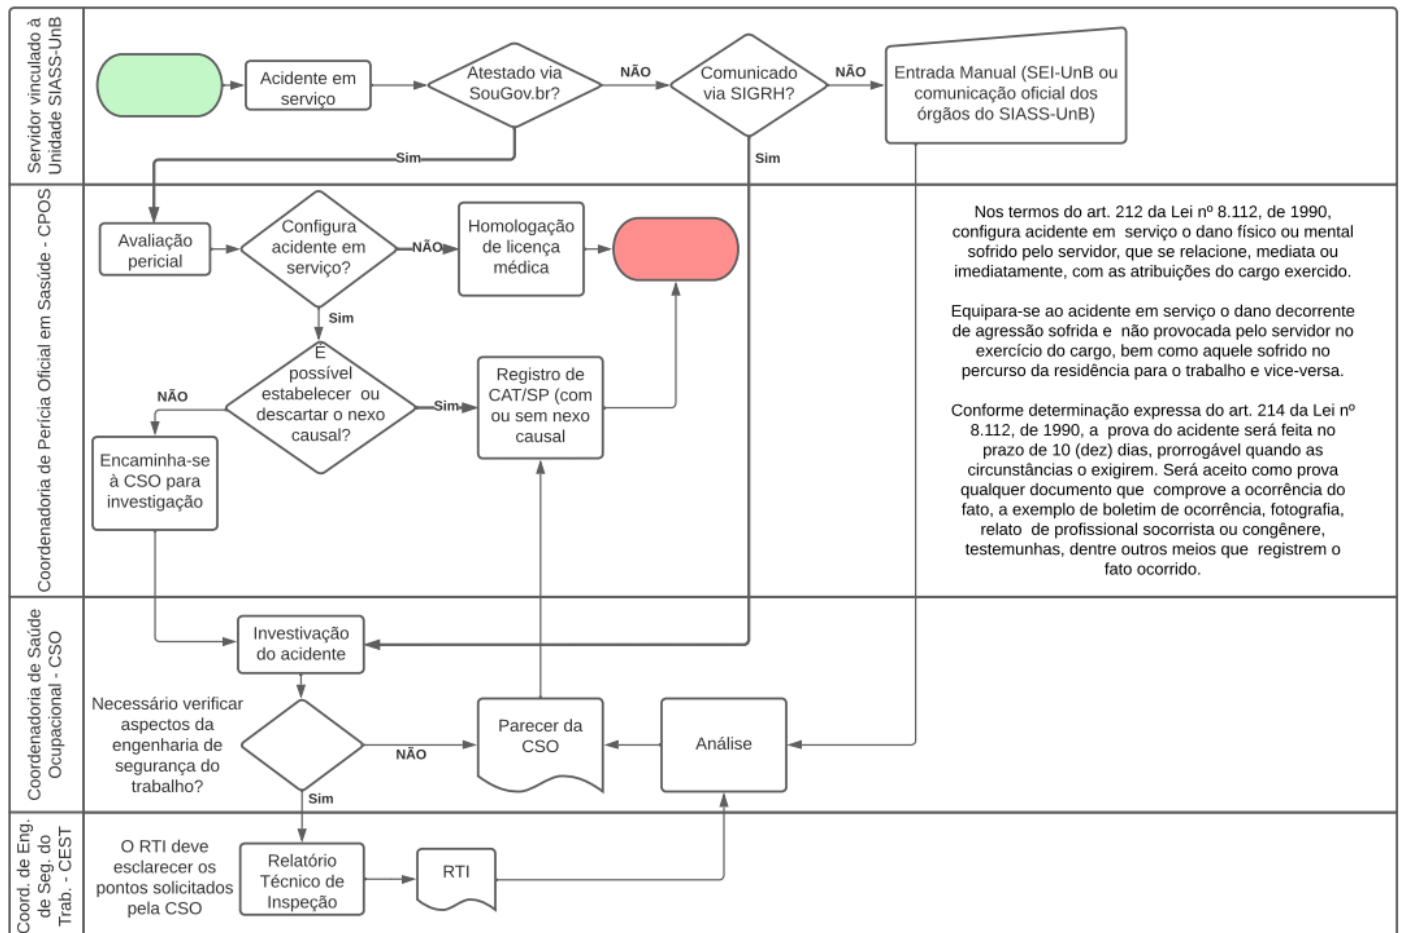 Servidor vinculado à
Unidade SIASS-UnB
Acidente em
serviço
Atestado via
SouGov.br?
NÃO
Comunicado
via SIGRH?
NÃO
Entrada Manual (SEI-UnB ou
comunicação oficial dos
órgãos do SIASS-UnB)
Sim
Sim
Coordenadoria de Perícia Oficial em Sasúde - CPOS
Avaliação
pericial
Configura
acidente em
serviço?
NÃO
Homologação
de licença
médica
Sim
É
possível
estabelecer ou
descartar o nexo
causal?
NÃO
Sim
Registro de
CAT/SP (com
ou sem nexo
causal
Encaminha-se
à CSO para
investigação
Nos termos do art. 212 da Lei nº 8.112, de 1990,
configura acidente em serviço o dano físico ou mental
sofrido pelo servidor, que se relacione, mediata ou
imediatamente, com as atribuições do cargo exercido.
Equipara-se ao acidente em serviço o dano decorrente
de agressão sofrida e não provocada pelo servidor no
exercício do cargo, bem como aquele sofrido no
percurso da residência para o trabalho e vice-versa.
Conforme determinação expressa do art. 214 da Lei nº
8.112, de 1990, a prova do acidente será feita no
prazo de 10 (dez) dias, prorrogável quando as
circunstâncias o exigirem. Será aceito como prova
qualquer documento que comprove a ocorrência do
fato, a exemplo de boletim de ocorrência, fotografia,
relato de profissional socorrista ou congênere,
testemunhas, dentre outros meios que registrem o
fato ocorrido.
Coordenadoria de Saúde
Ocupacional - CSO
Investivação
do acidente
Necessário verificar
aspectos da
engenharia de
segurança do
trabalho?
NÃO
Parecer da
CSO
Análise
Sim
Coord. de Eng.
de Seg. do
Trab. - CEST
O RTI deve
esclarecer os
pontos solicitados
pela CSO
Relatório
Técnico de
Inspeção
RTI